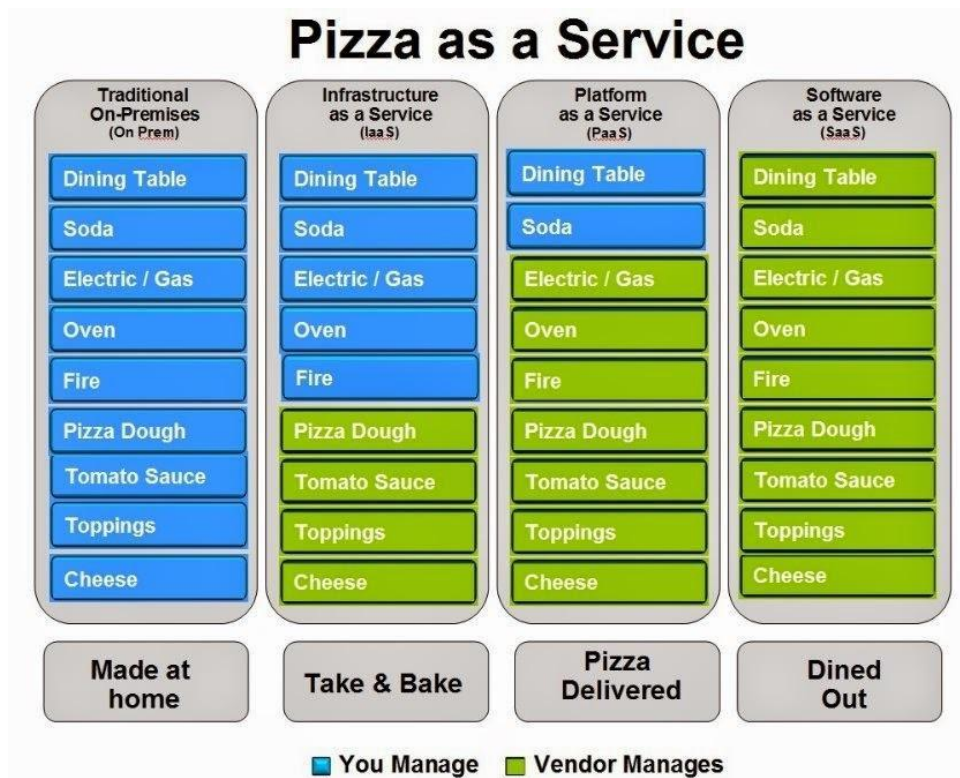 Pizza as a Service
Traditional
On-Premises
(On Prem)
Dining Table
Soda
Electric / Gas
Oven
Fire
Pizza Dough
Tomato Sauce
Toppings
Cheese
Made at
home
Infrastructure
as a Service
(IaaS)
Dining Table
Soda
Electric / Gas
Oven
Fire
Pizza Dough
Tomato Sauce
Toppings
Cheese
Take & Bake
Platform
as a Service
(PaaS)
Dining Table
Soda
Electric / Gas
Oven
Fire
Pizza Dough
Tomato Sauce
Toppings
Cheese
Pizza
Delivered
Software
as a Service
(SaaS)
Dining Table
Soda
Electric / Gas
Oven
Fire
Pizza Dough
Tomato Sauce
Toppings
Cheese
Dined
Out
You Manage
Vendor Manages